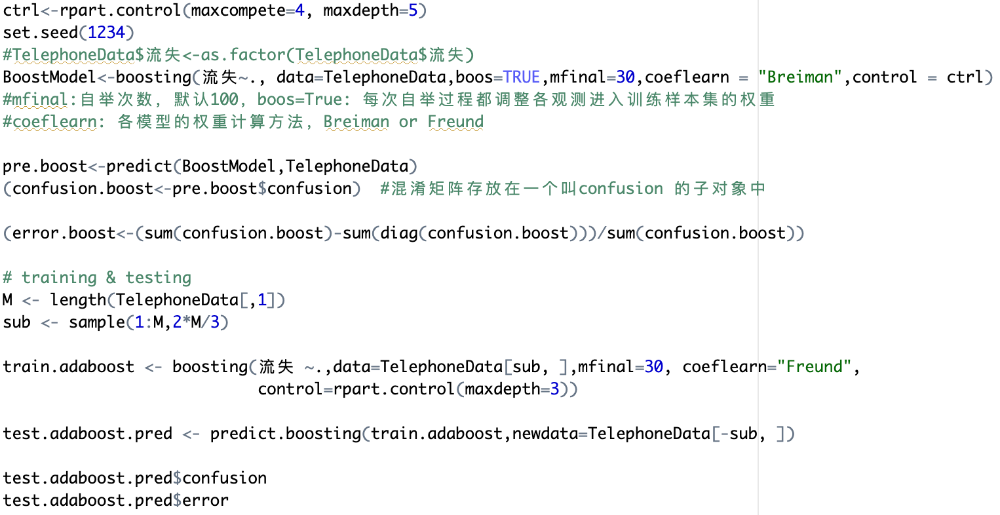 ctrl<-rpart.control(maxcompete=4, maxdepth=5)
set.seed(1234)
#TelephoneData$流失<-as.factor(TelephoneData$流失)
BoostModel<-boosting(流失~., data=TelephoneData,boos=TRUE,mfinal=30,coeflearn = "Breiman",control = ctrl)
#mfinal:自举次数, 默认100, boos=True: 每次自举过程都调整各观测进入训练样本集的权重
#coeflearn: 各模型的权重计算方法, Breiman or Freund
pre.boost<-predict(BoostModel,TelephoneData)
(confusion.boost<-pre.boost$confusion)  #混淆矩阵存放在一个叫confusion 的子对象中
(error.boost<-(sum(confusion.boost)-sum(diag(confusion.boost)))/sum(confusion.boost))
# training & testing
M <- length(TelephoneData[,1])
sub <- sample(1:M,2*M/3)
train.adaboost <- boosting(流失 ~.,data=TelephoneData[sub, ],mfinal=30, coeflearn="Freund",
control=rpart.control(maxdepth=3))
test.adaboost.pred <- predict.boosting(train.adaboost,newdata=TelephoneData[-sub, ])
test.adaboost.pred$confusion
test.adaboost.pred$error